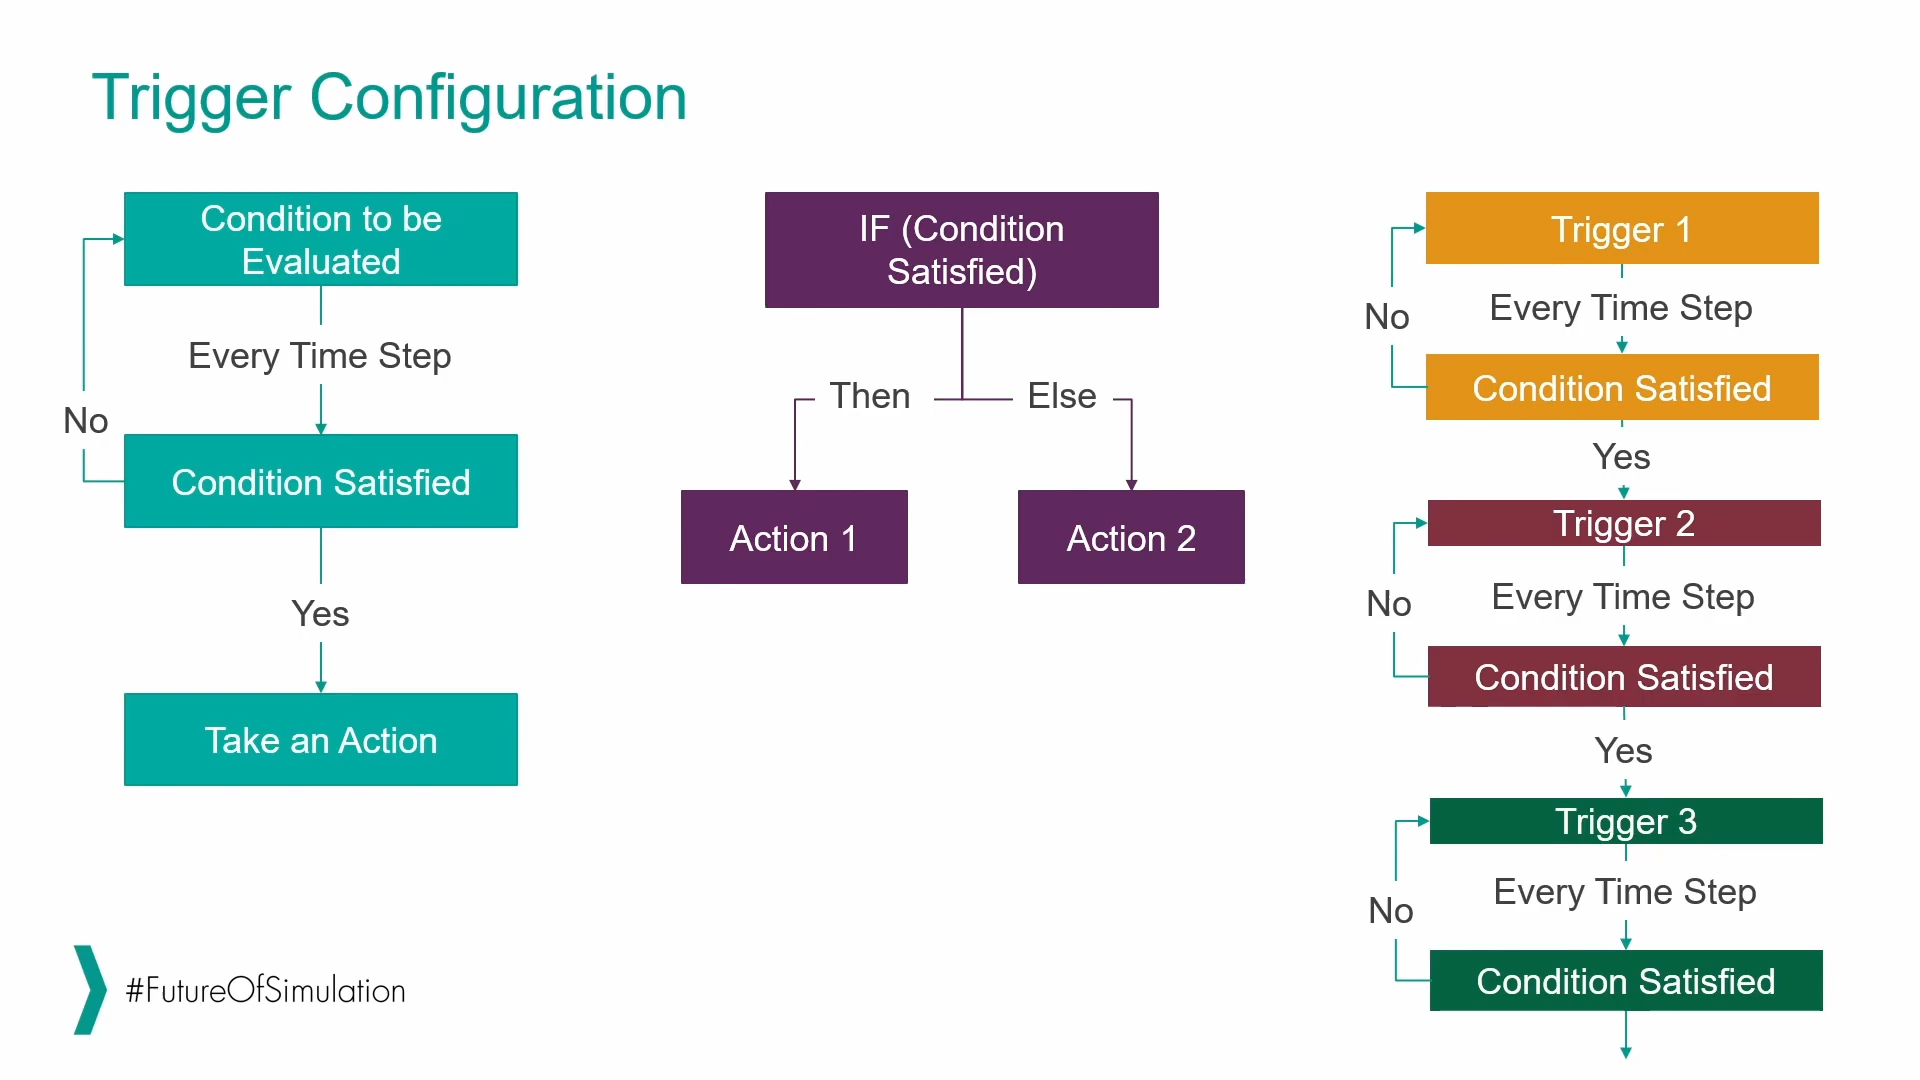 Trigger Configuration
Condition to be
Evaluated
Every Time Step
No
Condition Satisfied
Yes
Take an Action
IF (Condition
Satisfied)
Then
Else
Action 1
Action 2
Trigger 1
No
Every Time Step
Condition Satisfied
Yes
Trigger 2
No
Every Time Step
Condition Satisfied
Yes
Trigger 3
No
Every Time Step
Condition Satisfied
#FutureOfSimulation